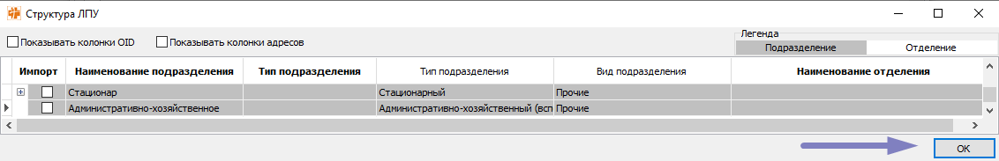 Структура ЛПУ
Показывать колонки OID Показывать колонки адресов
Легенда
Подразделение Отделение
Импорт Наименование подразделения Тип подразделения Тип подразделения Вид подразделения Наименование отделения
Стационар Стационарный Прочие
Административно-хозяйственное Административно-хозяйственный (всп Прочие
ОК